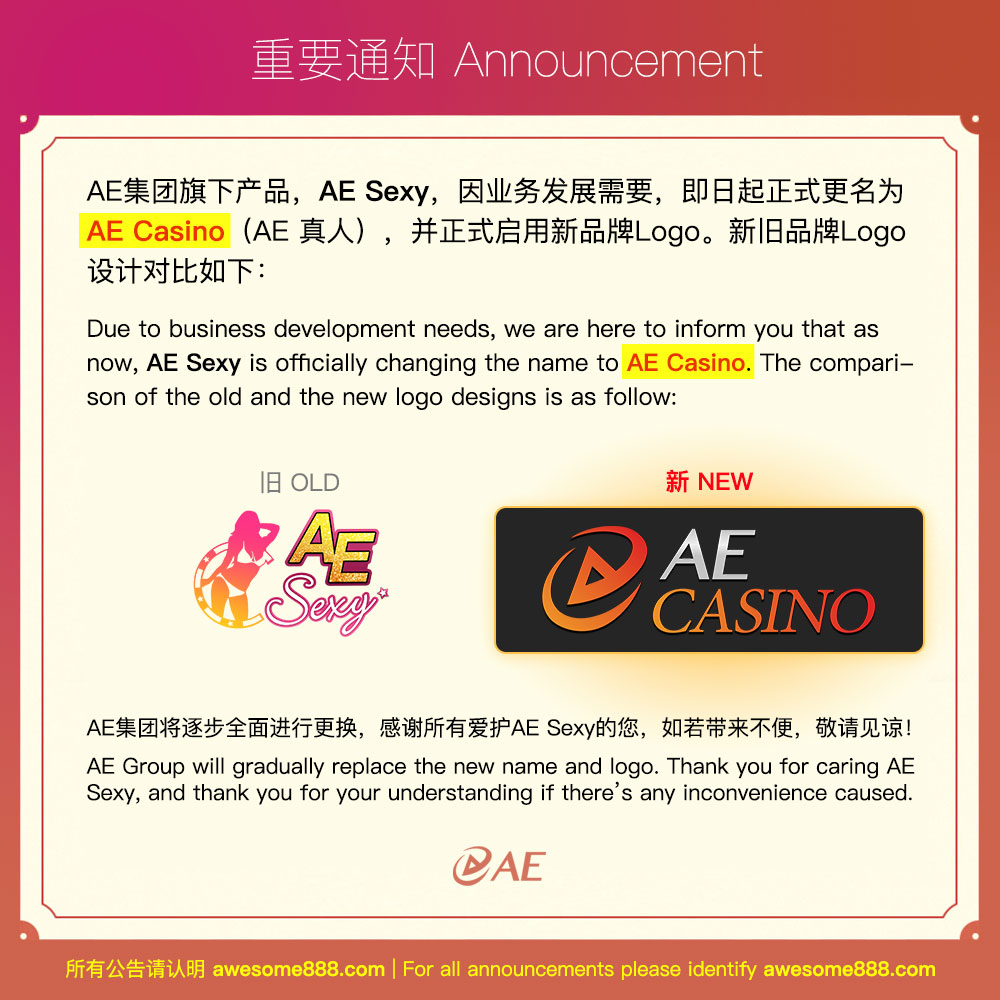 重要通知 Announcement
AE集团旗下产品，AE Sexy，因业务发展需要，即日起正式更名为
AE Casino（AE 真人），并正式启用新品牌Logo。新旧品牌Logo
设计对比如下：
Due to business development needs, we are here to inform you that as
now, AE Sexy is officially changing the name to AE Casino. The compari-
son of the old and the new logo designs is as follow:
旧 OLD
AE
Sexy
新 NEW
AE
CASINO
AE集团将逐步全面进行更换，感谢所有爱护AE Sexy的您，如若带来不便，敬请见谅！
AE Group will gradually replace the new name and logo. Thank you for caring AE
Sexy, and thank you for your understanding if there's any inconvenience caused.
AE
所有公告请认明 awesome888.com | For all announcements please identify awesome888.com